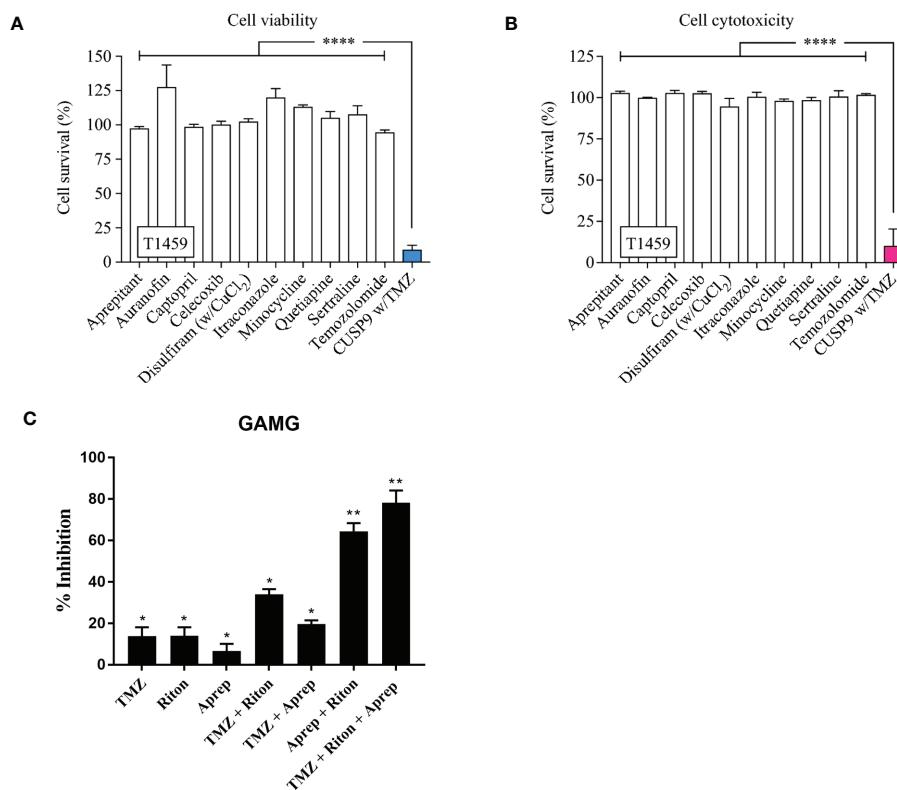 A
Cell viability
****
Cell survival (%)
150
125
100
75
50
25
0
T1459
Aprepitant
Auranofin
Captopril
Celecoxib
Disulfiram (w/CuCl2)
Itraconazole
Minocycline
Quetiapine
Sertraline
Temozolomide
CUSP9 w/TMZ
B
Cell cytotoxicity
****
Cell survival (%)
125
100
75
50
25
0
T1459
Aprepitant
Auranofin
Captopril
Celecoxib
Disulfiram (w/CuCl2)
Itraconazole
Minocycline
Quetiapine
Sertraline
Temozolomide
CUSP9 w/TMZ
C
GAMG
% Inhibition
100
80
60
40
20
0
*
*
*
*
*
**
**
TMZ
Riton
Aprep
TMZ + Riton
TMZ + Aprep
Aprep + Riton
TMZ + Riton + Aprep